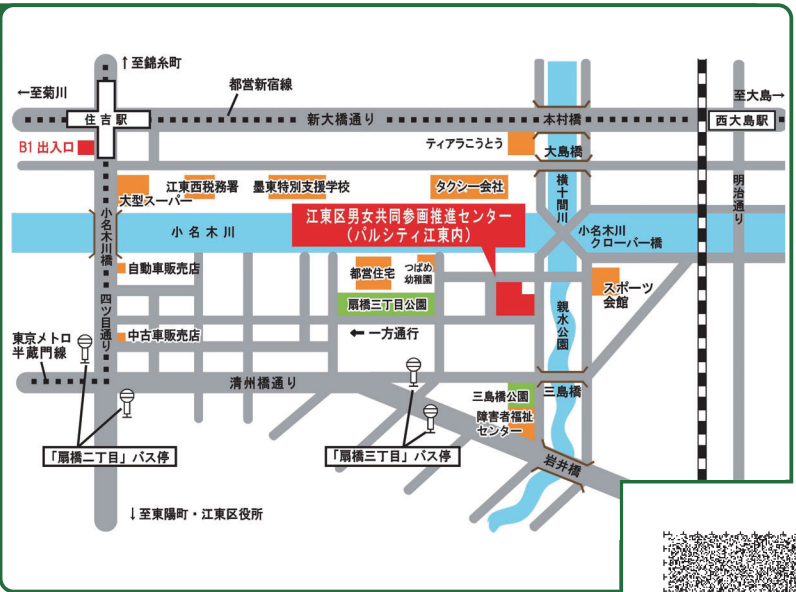 ↑至錦糸町
←至菊川
都営新宿線
至大島→
住吉駅
新大橋通り
本村橋
西大島駅
B1 出入口
ティアラこうとう
大島橋
大型スーパー
江東西税務署
墨東特別支援学校
タクシー会社
横十間川
明治通り
小名木川橋
小名木川
江東区男女共同参画推進センター
（パルシティ江東内）
小名木川
クローバー橋
自動車販売店
都営住宅
つばめ
幼稚園
スポーツ
会館
四ツ目通り
扇橋三丁目公園
親水公園
中古車販売店
← 一方通行
東京メトロ
半蔵門線
清州橋通り
三島橋公園
三島橋
障害者福祉
センター
「扇橋二丁目」バス停
「扇橋三丁目」バス停
岩井橋
↓至東陽町・江東区役所